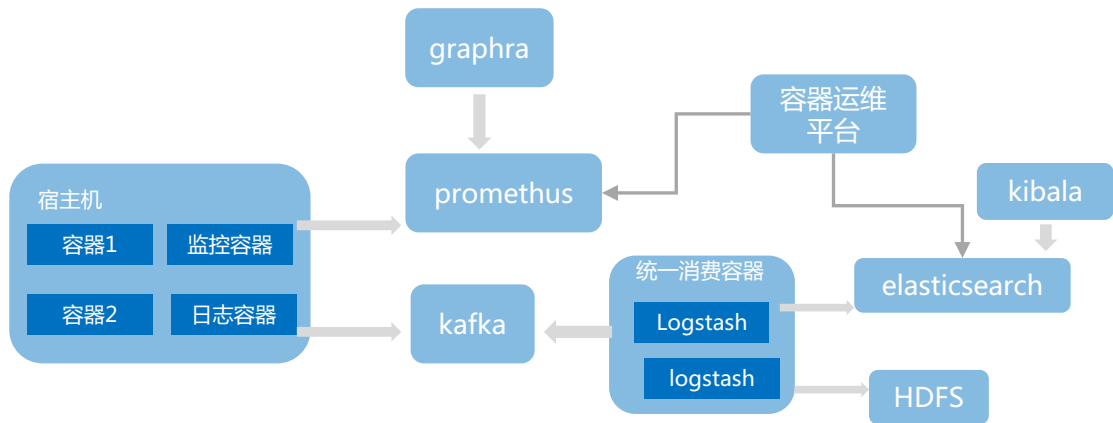 graphra
容器运维
平台
promethus
kibala
宿主机
容器1
监控容器
容器2
日志容器
kafka
统一消费容器
Logstash
logstash
elasticsearch
HDFS